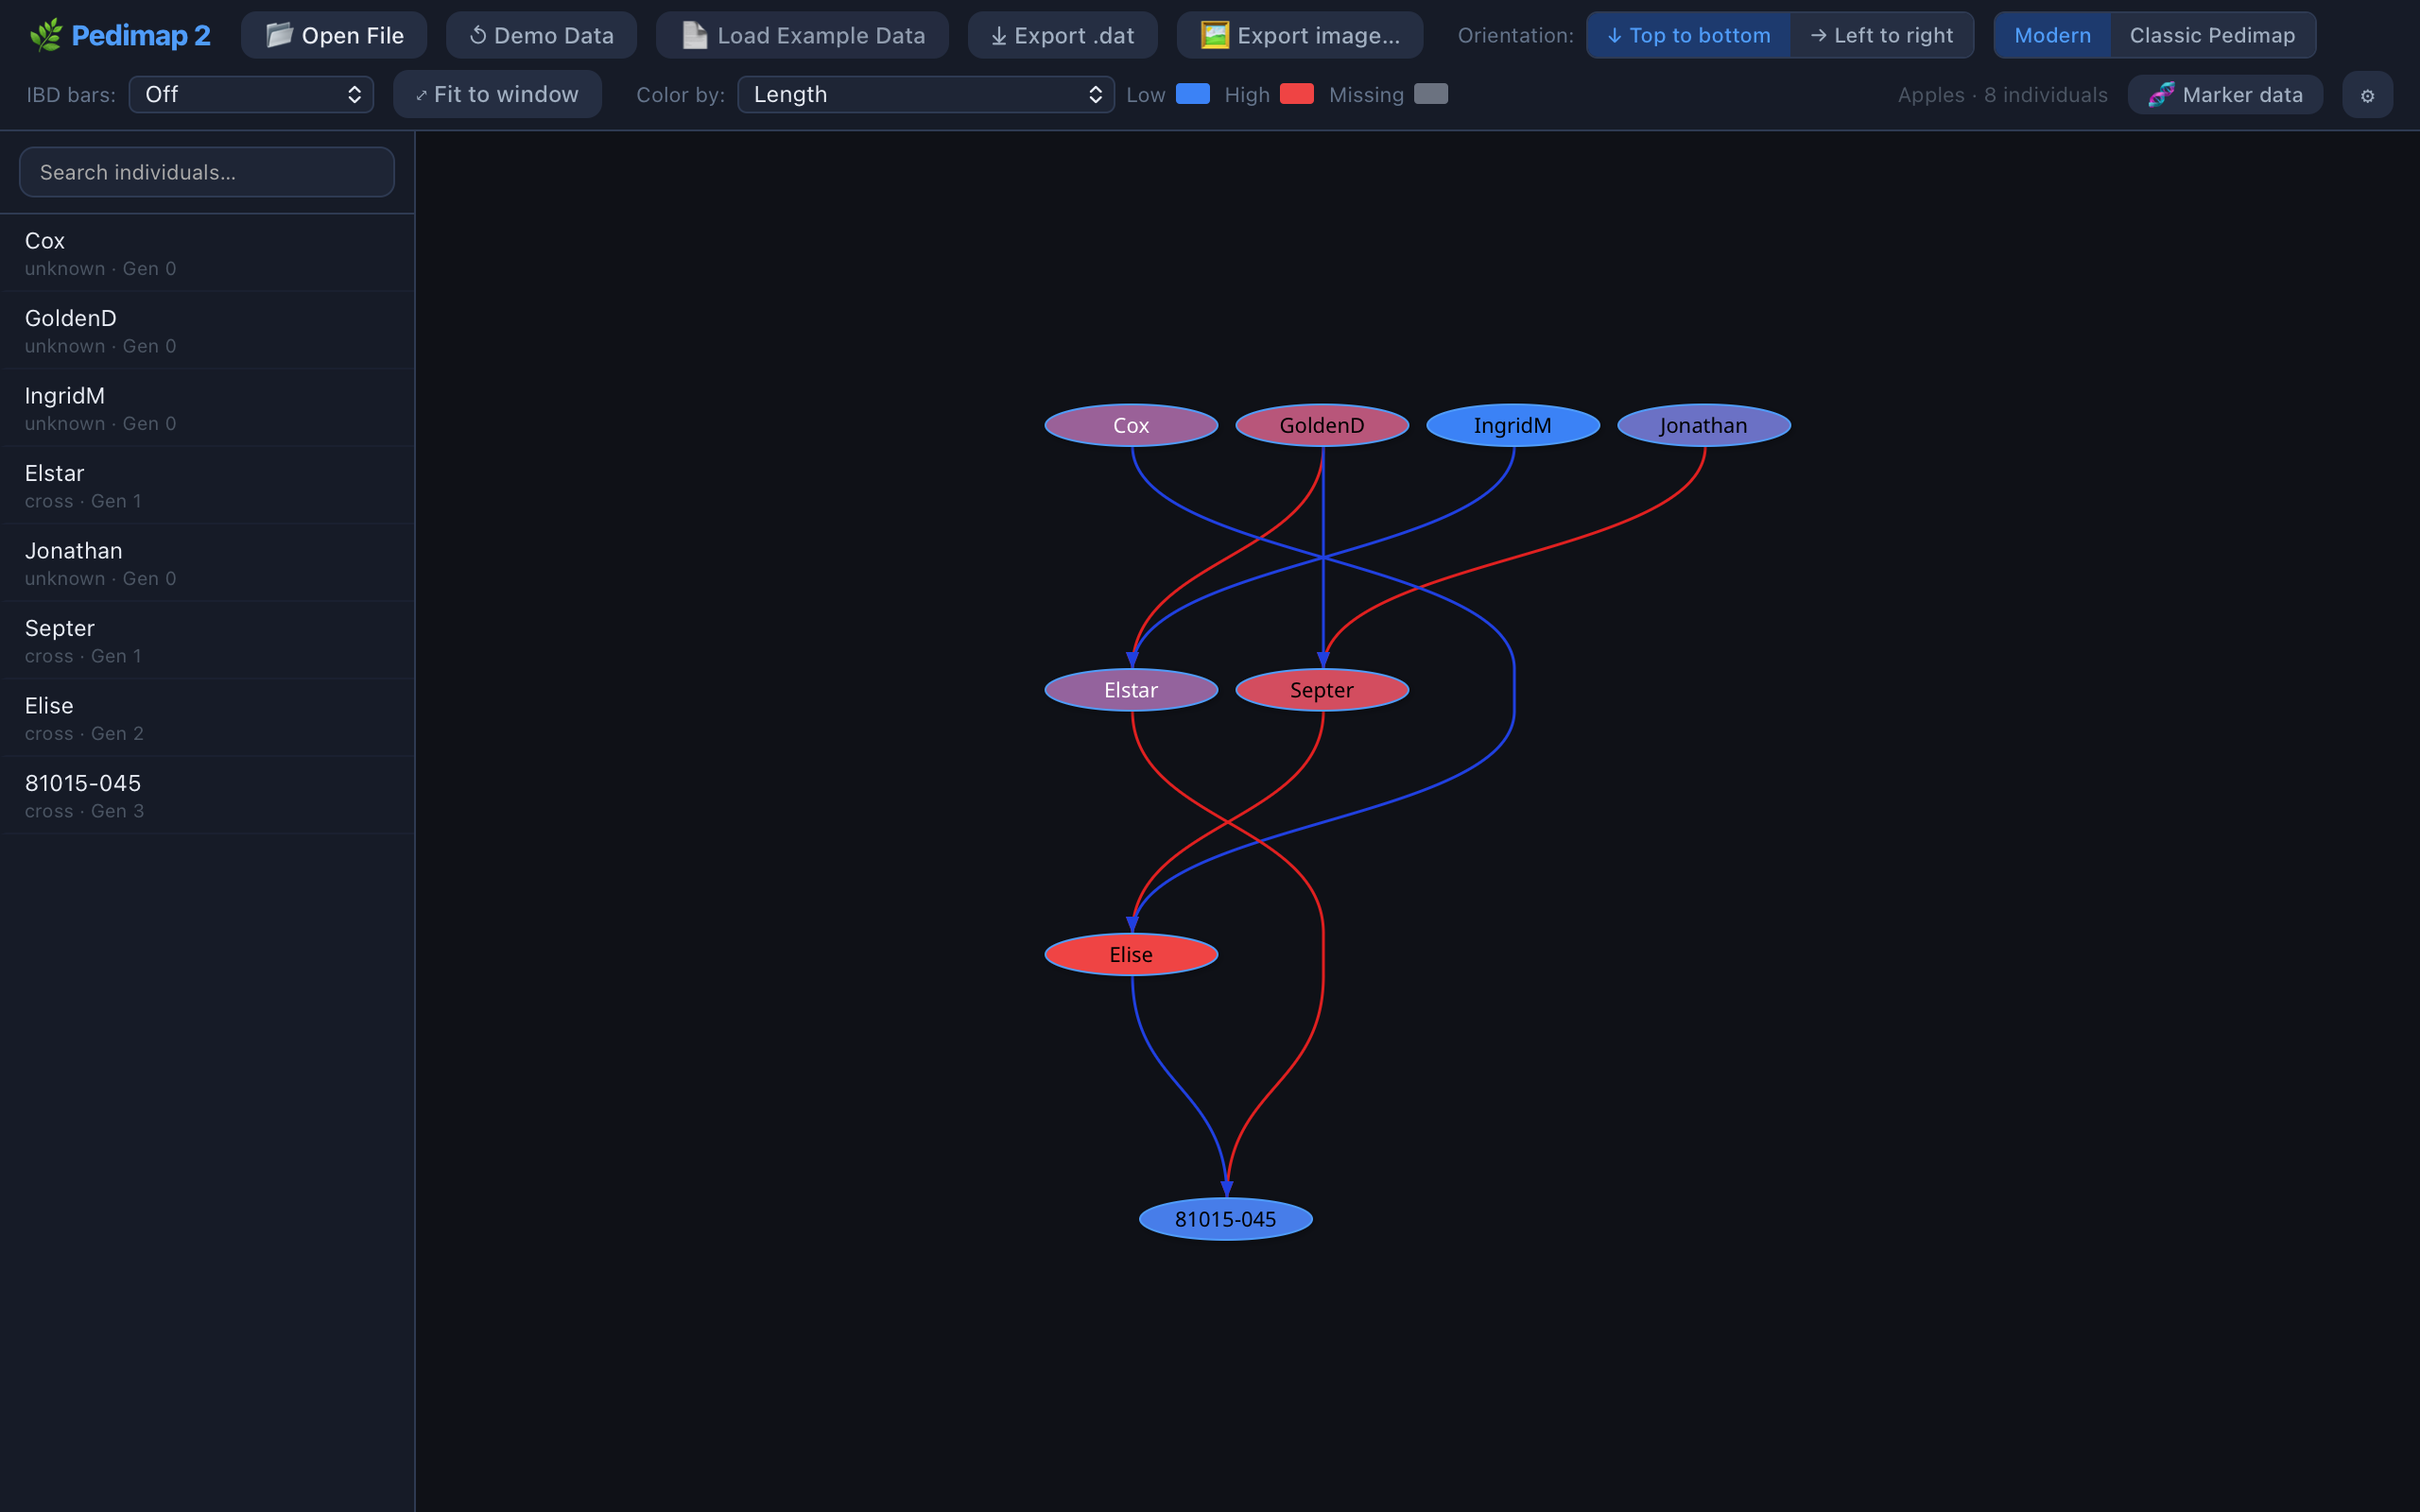 Pedimap 2
Open File
Demo Data
Load Example Data
Export .dat
Export image...
Orientation:
Top to bottom
Left to right
Modern
Classic Pedimap
IBD bars:
Off
Fit to window
Color by:
Length
Low
High
Missing
Apples · 8 individuals
Marker data
Search individuals...
Cox
unknown · Gen 0
GoldenD
unknown · Gen 0
IngridM
unknown · Gen 0
Elstar
cross · Gen 1
Jonathan
unknown · Gen 0
Septer
cross · Gen 1
Elise
cross · Gen 2
81015-045
cross · Gen 3
Cox
GoldenD
IngridM
Jonathan
Elstar
Septer
Elise
81015-045